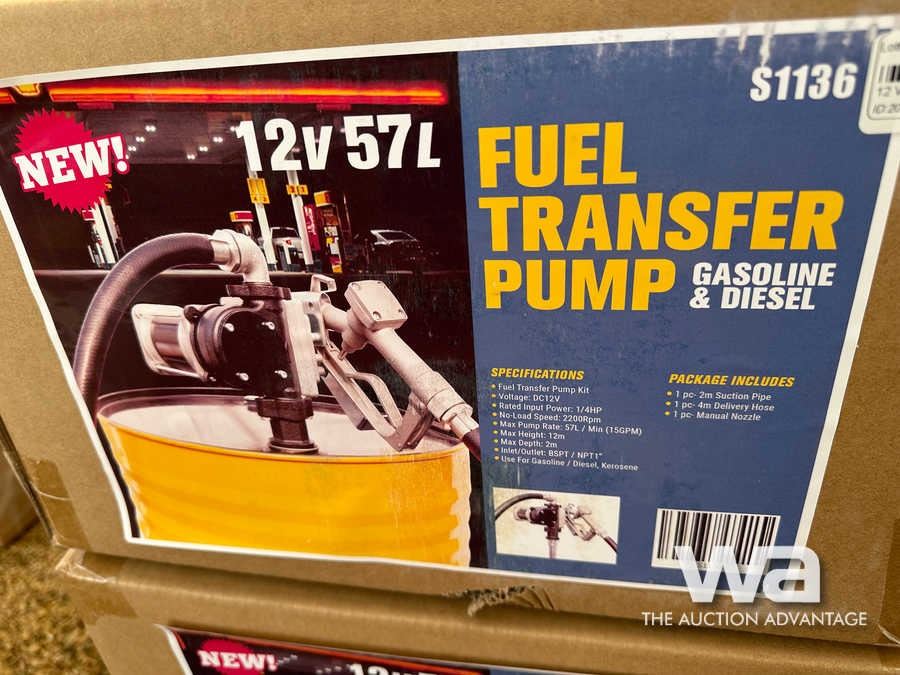 NEW!
12V 57L
S1136
12 V
FUEL
TRANSFER
PUMP
GASOLINE
& DIESEL
SPECIFICATIONS
• Fuel Transfer Pump Kit
• Voltage: DC12V
• Rated Input Power: 1/4HP
• No-Load Speed: 2200Rpm
• Max Pump Rate: 57L / Min (15GPM)
• Max Height: 12m
• Max Depth: 2m
• Inlet/Outlet: BSPT / NPT1"
• Use For Gasoline / Diesel, Kerosene
PACKAGE INCLUDES
• 1 pc- 2m Suction Pipe
• 1 pc- 4m Delivery Hose
• 1 pc- Manual Nozzle
wa
THE AUCTION ADVANTAGE
NEW!